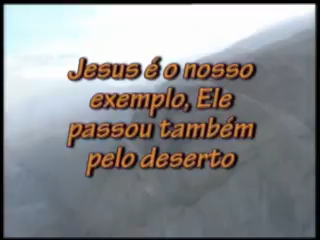 Jesus é o nosso
exemplo, Ele
passou também
pelo deserto